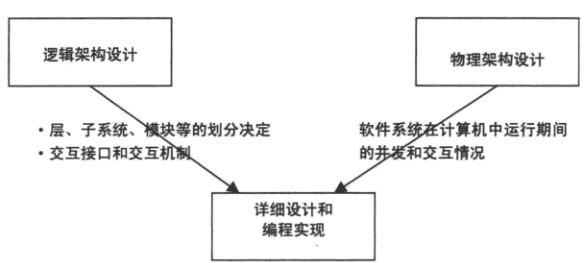 逻辑架构设计
物理架构设计
• 层、子系统、模块等的划分决定
• 交互接口和交互机制
软件系统在计算机中运行期间
的并发和交互情况
详细设计和
编程实现